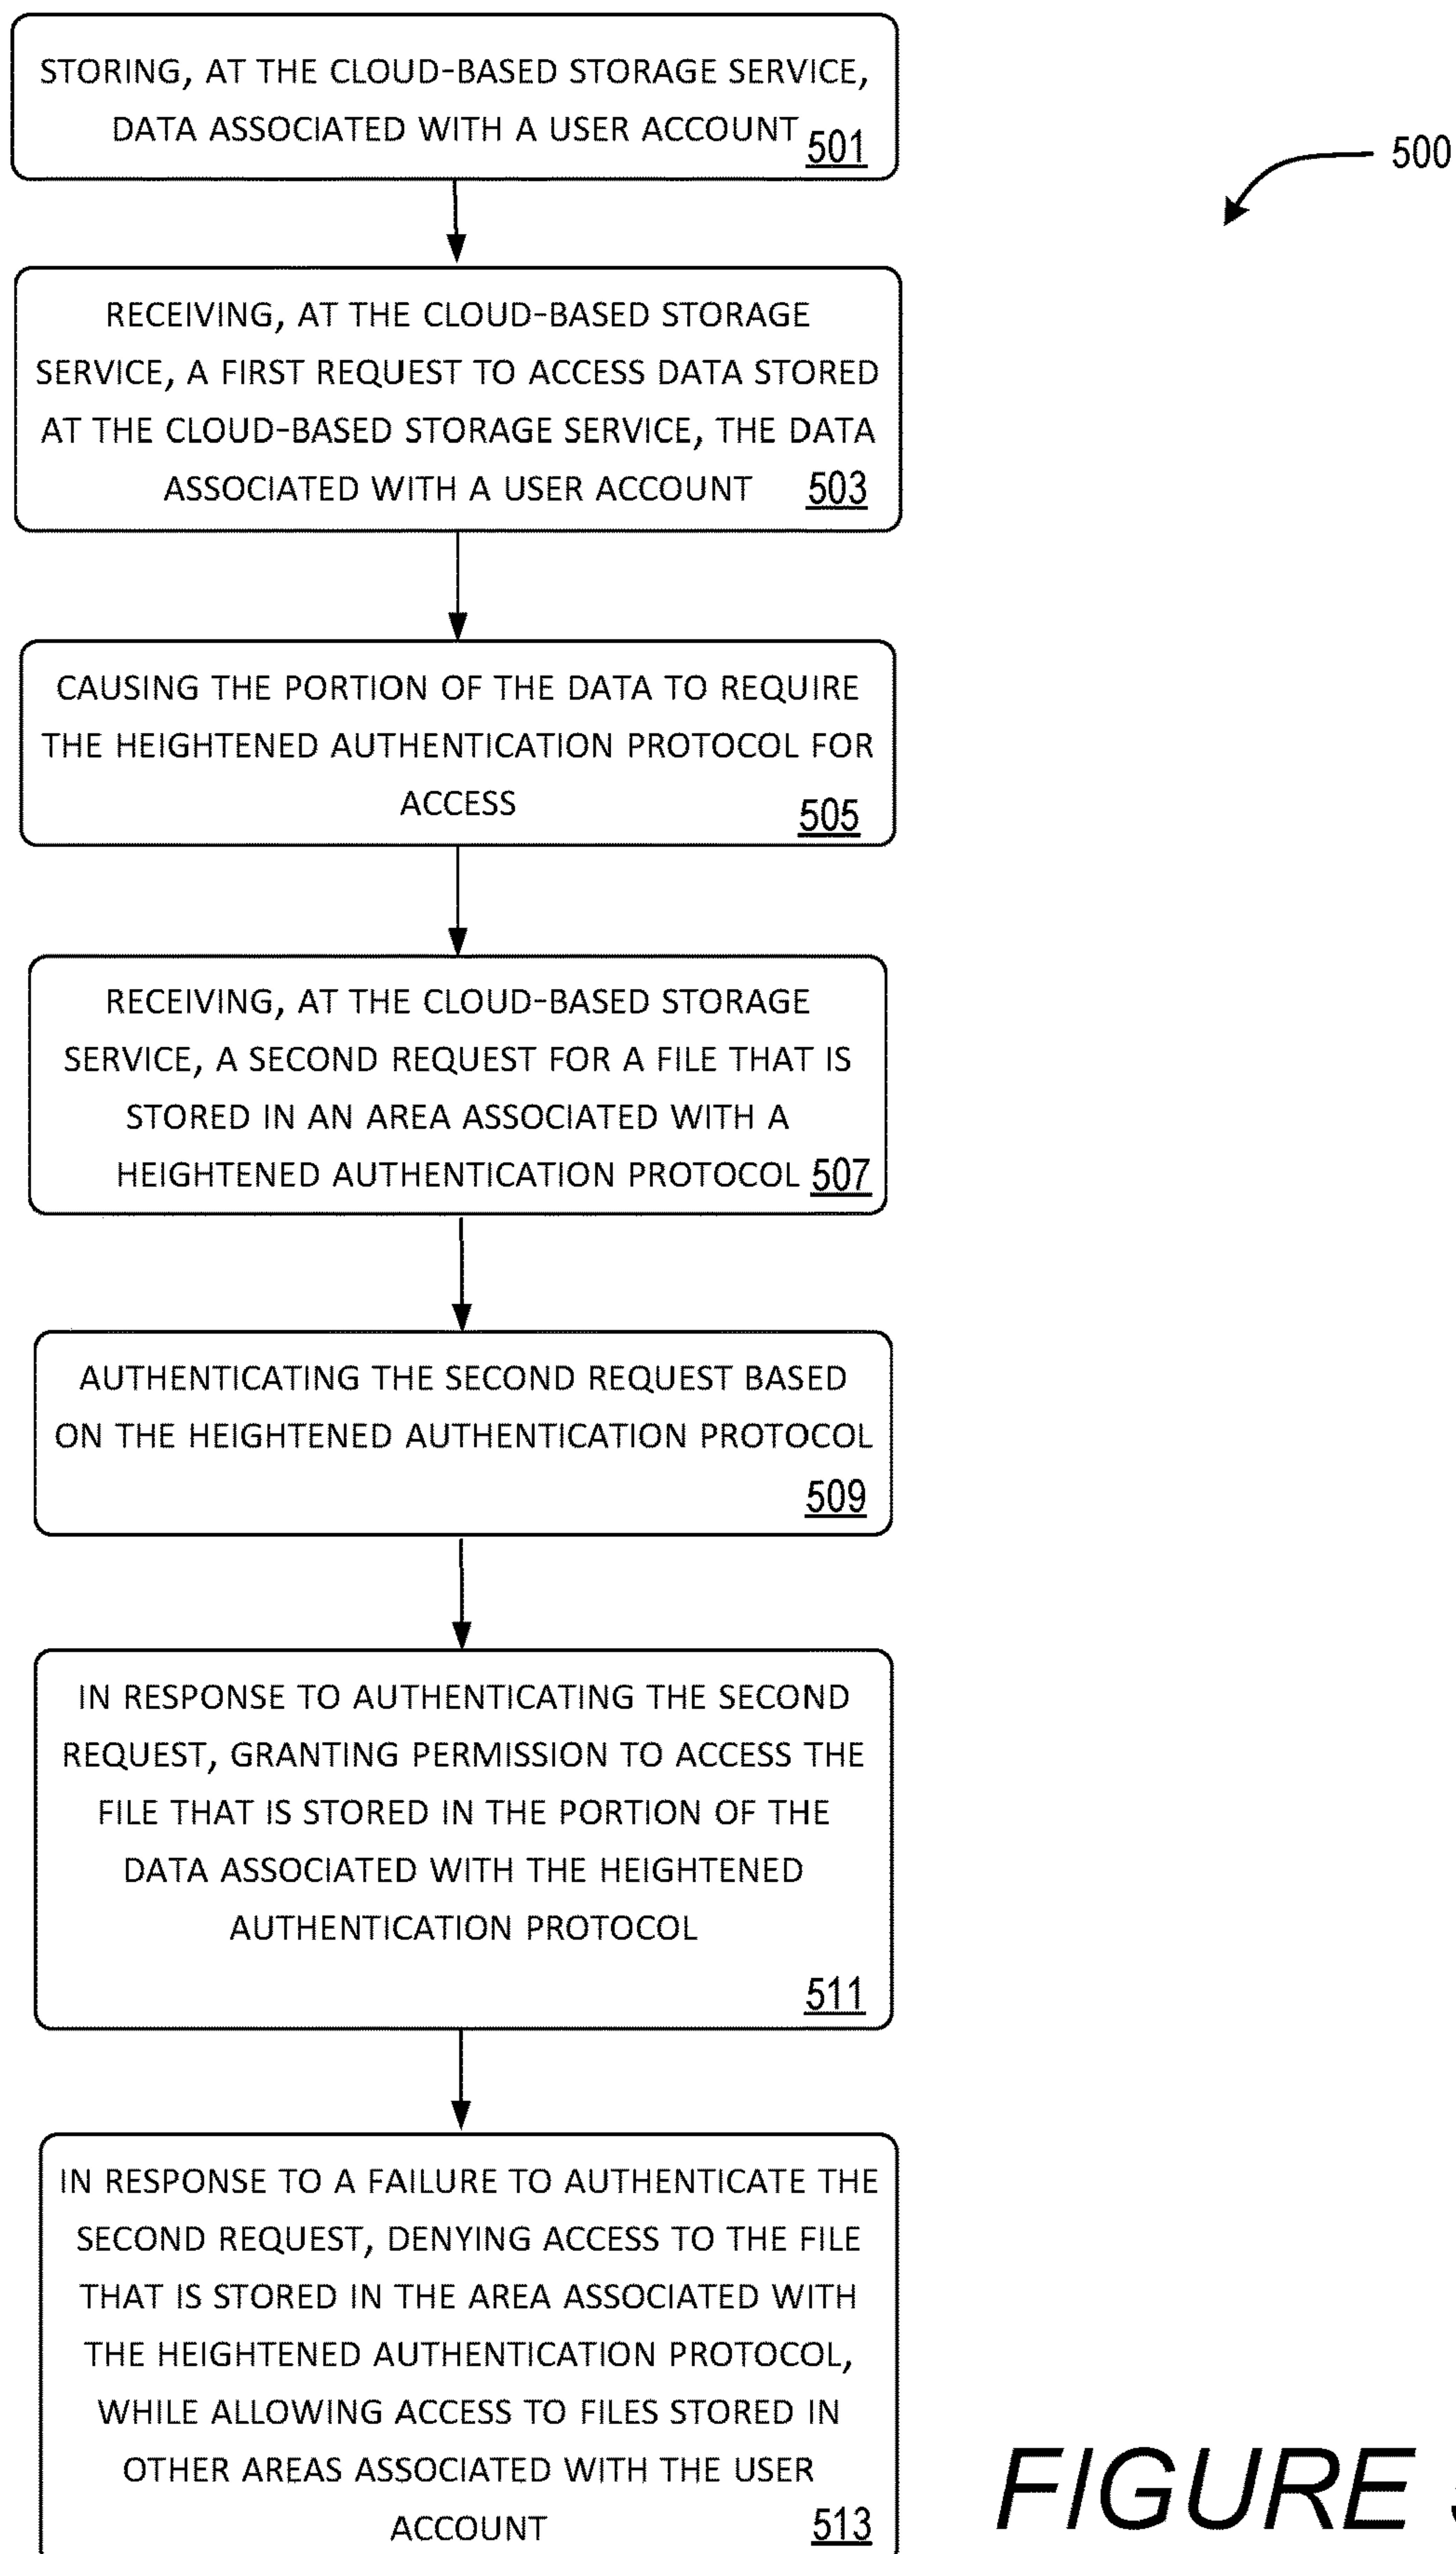 STORING, AT THE CLOUD-BASED STORAGE SERVICE,
DATA ASSOCIATED WITH A USER ACCOUNT 501
500
RECEIVING, AT THE CLOUD-BASED STORAGE
SERVICE, A FIRST REQUEST TO ACCESS DATA STORED
AT THE CLOUD-BASED STORAGE SERVICE, THE DATA
ASSOCIATED WITH A USER ACCOUNT 503
CAUSING THE PORTION OF THE DATA TO REQUIRE
THE HEIGHTENED AUTHENTICATION PROTOCOL FOR
ACCESS 505
RECEIVING, AT THE CLOUD-BASED STORAGE
SERVICE, A SECOND REQUEST FOR A FILE THAT IS
STORED IN AN AREA ASSOCIATED WITH A
HEIGHTENED AUTHENTICATION PROTOCOL 507
AUTHENTICATING THE SECOND REQUEST BASED
ON THE HEIGHTENED AUTHENTICATION PROTOCOL
509
IN RESPONSE TO AUTHENTICATING THE SECOND
REQUEST, GRANTING PERMISSION TO ACCESS THE
FILE THAT IS STORED IN THE PORTION OF THE
DATA ASSOCIATED WITH THE HEIGHTENED
AUTHENTICATION PROTOCOL
511
IN RESPONSE TO A FAILURE TO AUTHENTICATE THE
SECOND REQUEST, DENYING ACCESS TO THE FILE
THAT IS STORED IN THE AREA ASSOCIATED WITH
THE HEIGHTENED AUTHENTICATION PROTOCOL,
WHILE ALLOWING ACCESS TO FILES STORED IN
OTHER AREAS ASSOCIATED WITH THE USER
ACCOUNT 513
FIGURE